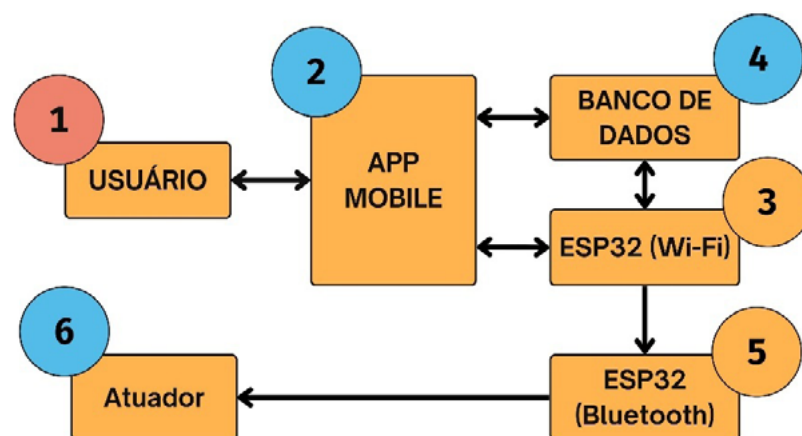 1
USUÁRIO
2
APP
MOBILE
4
BANCO DE
DADOS
3
ESP32 (Wi-Fi)
6
Atuador
5
ESP32
(Bluetooth)